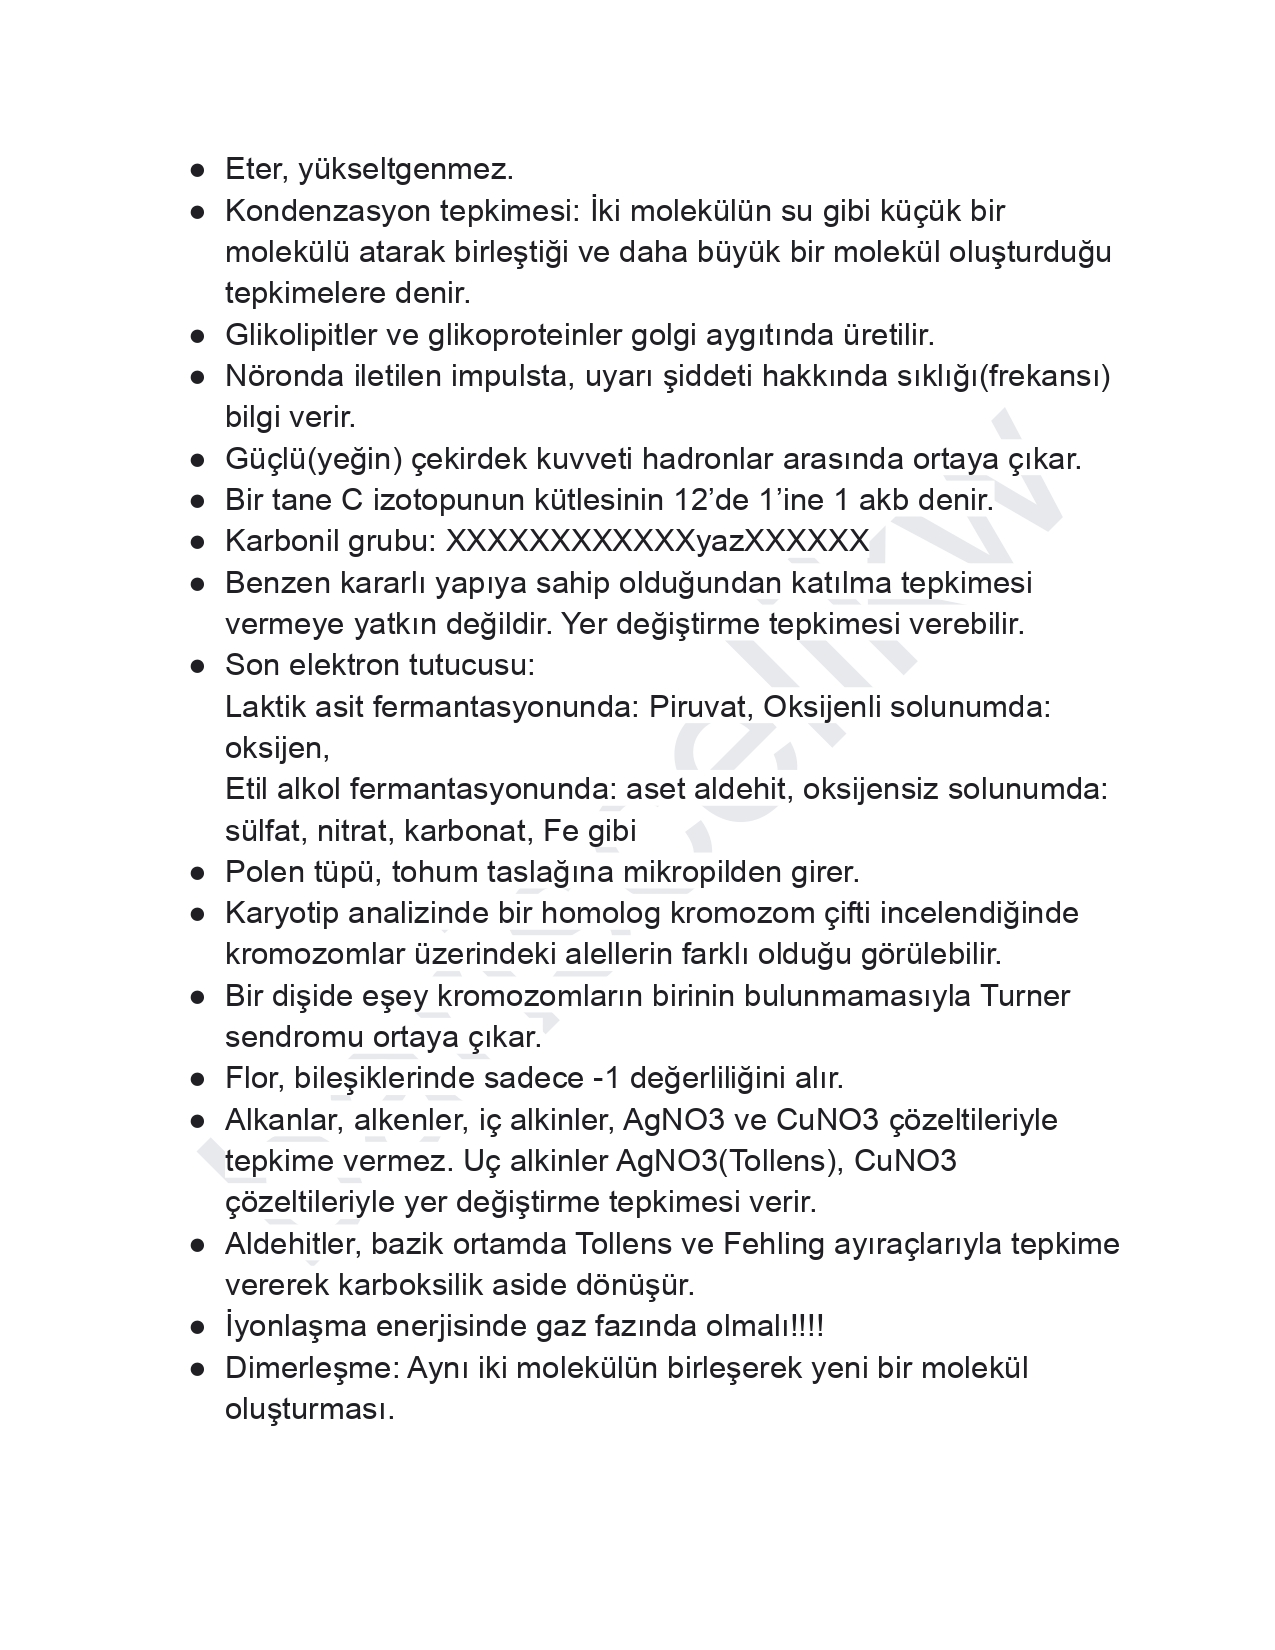 ● Eter, yükseltgenmez.
● Kondenzasyon tepkimesi: İki molekülün su gibi küçük bir
molekülü atarak birleştiği ve daha büyük bir molekül oluşturduğu
tepkimelere denir.
● Glikolipitler ve glikoproteinler golgi aygıtında üretilir.
● Nöronda iletilen impulsta, uyarı şiddeti hakkında sıklığı(frekansı)
bilgi verir.
● Güçlü(yeğin) çekirdek kuvveti hadronlar arasında ortaya çıkar.
● Bir tane C izotopunun kütlesinin 12’de 1’ine 1 akb denir.
● Karbonil grubu: XXXXXXXXXXXXyazXXXXXX
● Benzen kararlı yapıya sahip olduğundan katılma tepkimesi
vermeye yatkın değildir. Yer değiştirme tepkimesi verebilir.
● Son elektron tutucusu:
Laktik asit fermantasyonunda: Piruvat, Oksijenli solunumda:
oksijen,
Etil alkol fermantasyonunda: aset aldehit, oksijensiz solunumda:
sülfat, nitrat, karbonat, Fe gibi
● Polen tüpü, tohum taslağına mikropilden girer.
● Karyotip analizinde bir homolog kromozom çifti incelendiğinde
kromozomlar üzerindeki alellerin farklı olduğu görülebilir.
● Bir dişide eşey kromozomların birinin bulunmamasıyla Turner
sendromu ortaya çıkar.
● Flor, bileşiklerinde sadece -1 değerliliğini alır.
● Alkanlar, alkenler, iç alkinler, AgNO3 ve CuNO3 çözeltileriyle
tepkime vermez. Uç alkinler AgNO3(Tollens), CuNO3
çözeltileriyle yer değiştirme tepkimesi verir.
● Aldehitler, bazik ortamda Tollens ve Fehling ayıraçlarıyla tepkime
vererek karboksilik aside dönüşür.
● İyonlaşma enerjisinde gaz fazında olmalı!!!!
● Dimerleşme: Aynı iki molekülün birleşerek yeni bir molekül
oluşturması.